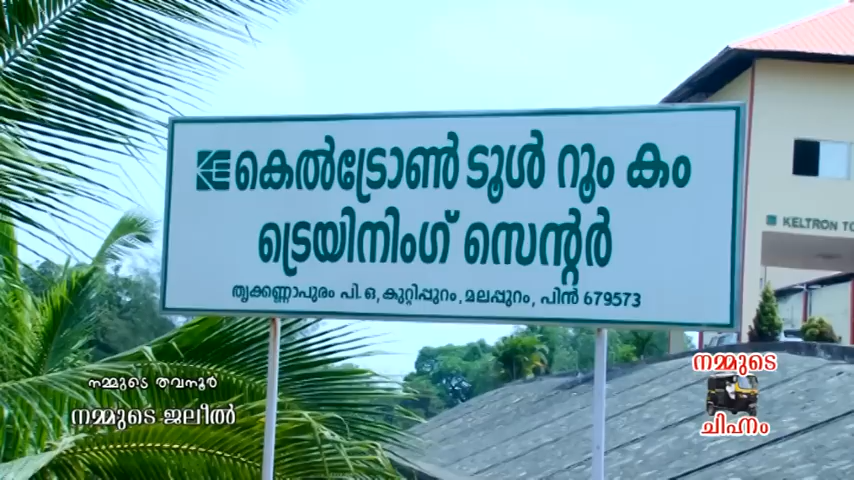 കെൽട്രോൺ ടൂൾ റൂം കം
ട്രെയിനിംഗ് സെന്റർ
തൃക്കണ്ണാപുരം പി.ഒ, കുറ്റിപ്പുറം, മലപ്പുറം, പിൻ 679573
KELTRON TO
നമ്മുടെ തവനൂർ
നമ്മുടെ ജലീൽ
നമ്മുടെ
ചിഹ്നം